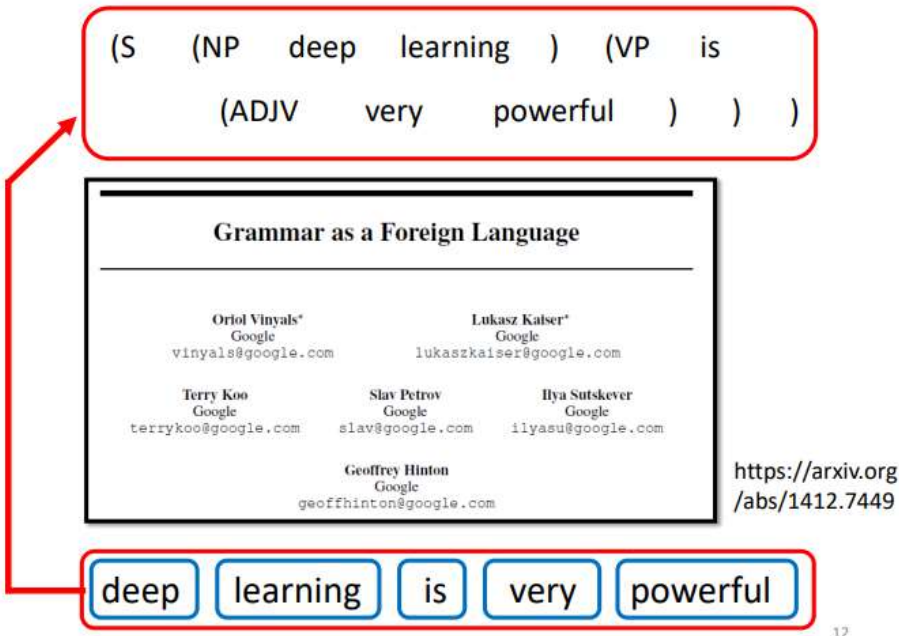 (S (NP deep learning ) (VP is
(ADJV very powerful ) ) )
Grammar as a Foreign Language
Oriol Vinyals* Lukasz Kaiser*
Google Google
vinyals@google.com lukaszkaiser@google.com
Terry Koo Slav Petrov Ilya Sutskever
Google Google Google
terrykoo@google.com slav@google.com ilyasu@google.com
Geoffrey Hinton
Google
geoffhinton@google.com
https://arxiv.org
/abs/1412.7449
deep learning is very powerful
12